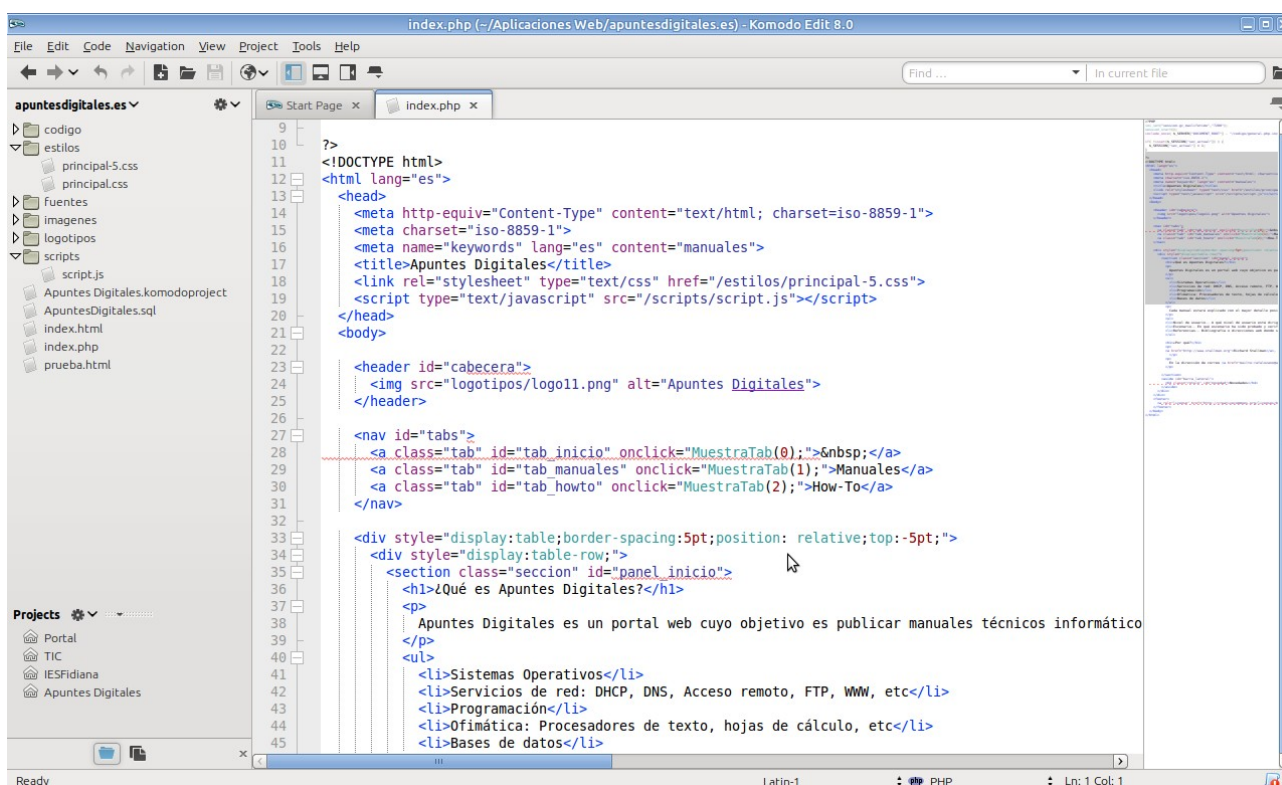 index.php (~/Aplicaciones Web/apuntesdigitales.es) - Komodo Edit 8.0
File Edit Code Navigation View Project Tools Help
Find ... In current file
apuntesdigitales.es
codigo
estilos
principal-5.css
principal.css
fuentes
imagenes
logotipos
scripts
script.js
Apuntes Digitales.komodoproject
ApuntesDigitales.sql
index.html
index.php
prueba.html
Projects
Portal
TIC
IESFidiana
Apuntes Digitales
Start Page index.php
9
10 ?>
11 <!DOCTYPE html>
12 <html lang="es">
13 <head>
14 <meta http-equiv="Content-Type" content="text/html; charset=iso-8859-1">
15 <meta charset="iso-8859-1">
16 <meta name="keywords" lang="es" content="manuales">
17 <title>Apuntes Digitales</title>
18 <link rel="stylesheet" type="text/css" href="/estilos/principal-5.css">
19 <script type="text/javascript" src="/scripts/script.js"></script>
20 </head>
21 <body>
22
23 <header id="cabecera">
24 <img src="logotipos/logo11.png" alt="Apuntes Digitales">
25 </header>
26
27 <nav id="tabs">
28 <a class="tab" id="tab_inicio" onclick="MuestraTab(0);">&nbsp;</a>
29 <a class="tab" id="tab_manuales" onclick="MuestraTab(1);">Manuales</a>
30 <a class="tab" id="tab_howto" onclick="MuestraTab(2);">How-To</a>
31 </nav>
32
33 <div style="display:table;border-spacing:5pt;position: relative;top:-5pt;">
34 <div style="display:table-row;">
35 <section class="seccion" id="panel_inicio">
36 <h1>¿Qué es Apuntes Digitales?</h1>
37 <p>
38 Apuntes Digitales es un portal web cuyo objetivo es publicar manuales técnicos informático
39 </p>
40 <ul>
41 <li>Sistemas Operativos</li>
42 <li>Servicios de red: DHCP, DNS, Acceso remoto, FTP, WWW, etc</li>
43 <li>Programación</li>
44 <li>Ofimática: Procesadores de texto, hojas de cálculo, etc</li>
45 <li>Bases de datos</li>
Ready Latin-1 PHP Ln: 1 Col: 1